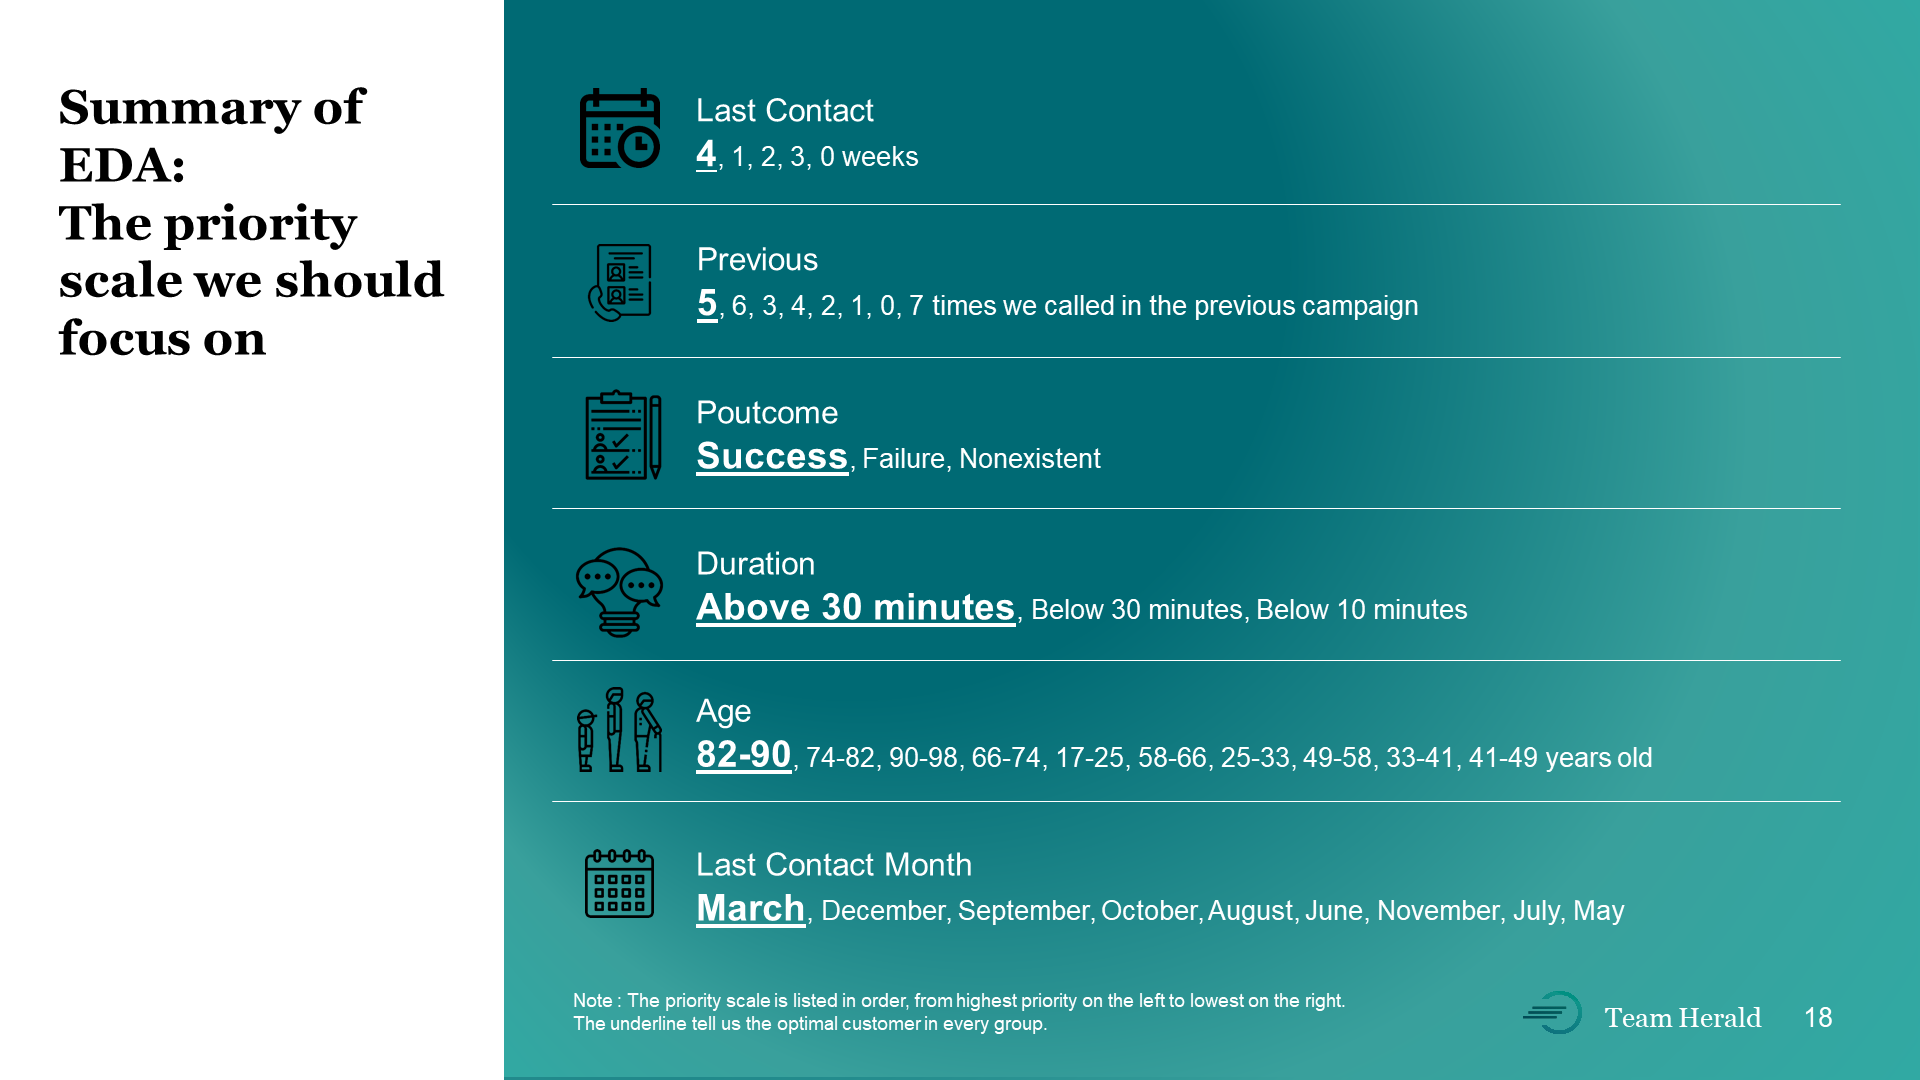 Summary of
EDA:
The priority
scale we should
focus on
Last Contact
4, 1, 2, 3, 0 weeks
Previous
5, 6, 3, 4, 2, 1, 0, 7 times we called in the previous campaign
Poutcome
Success, Failure, Nonexistent
Duration
Above 30 minutes, Below 30 minutes, Below 10 minutes
Age
82-90, 74-82, 90-98, 66-74, 17-25, 58-66, 25-33, 49-58, 33-41, 41-49 years old
Last Contact Month
March, December, September, October, August, June, November, July, May
Note : The priority scale is listed in order, from highest priority on the left to lowest on the right.
The underline tell us the optimal customer in every group.
Team Herald 18